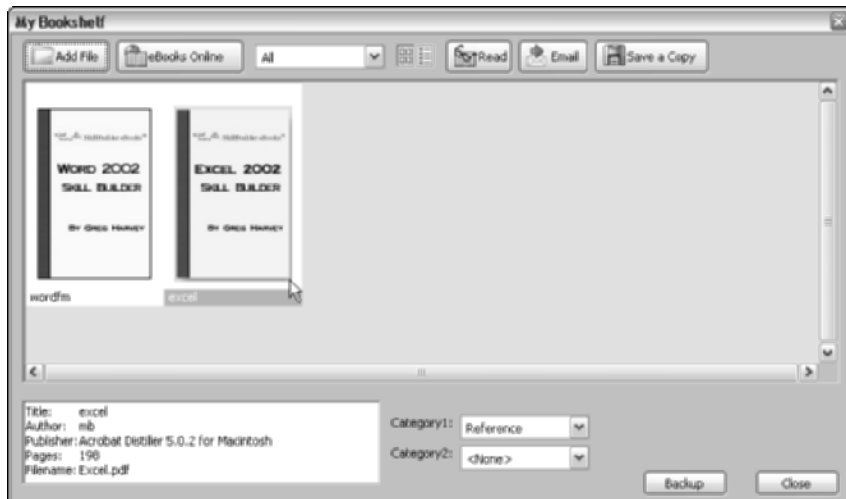 My Bookshelf
Add File eBooks Online All Read Email Save a Copy
WORD 2002
SKILL BUILDER
BY GREG HARVEY
EXCEL 2002
SKILL BUILDER
BY GREG HARVEY
wordfm excel
Title: excel
Author: mb
Publisher: Acrobat Distiller 5.0.2 for Macintosh
Pages: 198
Filename: Excel.pdf
Category1: Reference
Category2: <None>
Backup Close